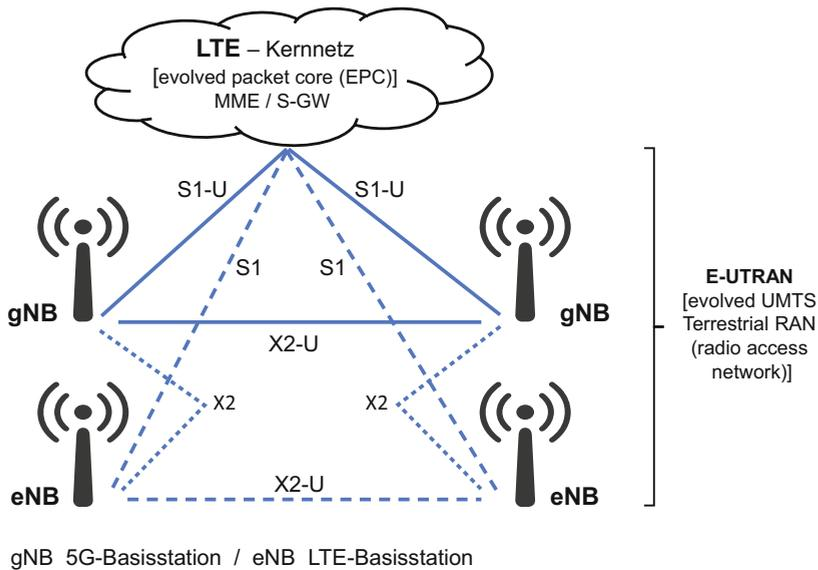 LTE – Kernnetz
[evolved packet core (EPC)]
MME / S-GW
S1-U
S1-U
S1
S1
E-UTRAN
[evolved UMTS
Terrestrial RAN
(radio access
network)]
gNB
gNB
X2-U
X2
X2
X2-U
eNB
eNB
gNB 5G-Basisstation / eNB LTE-Basisstation